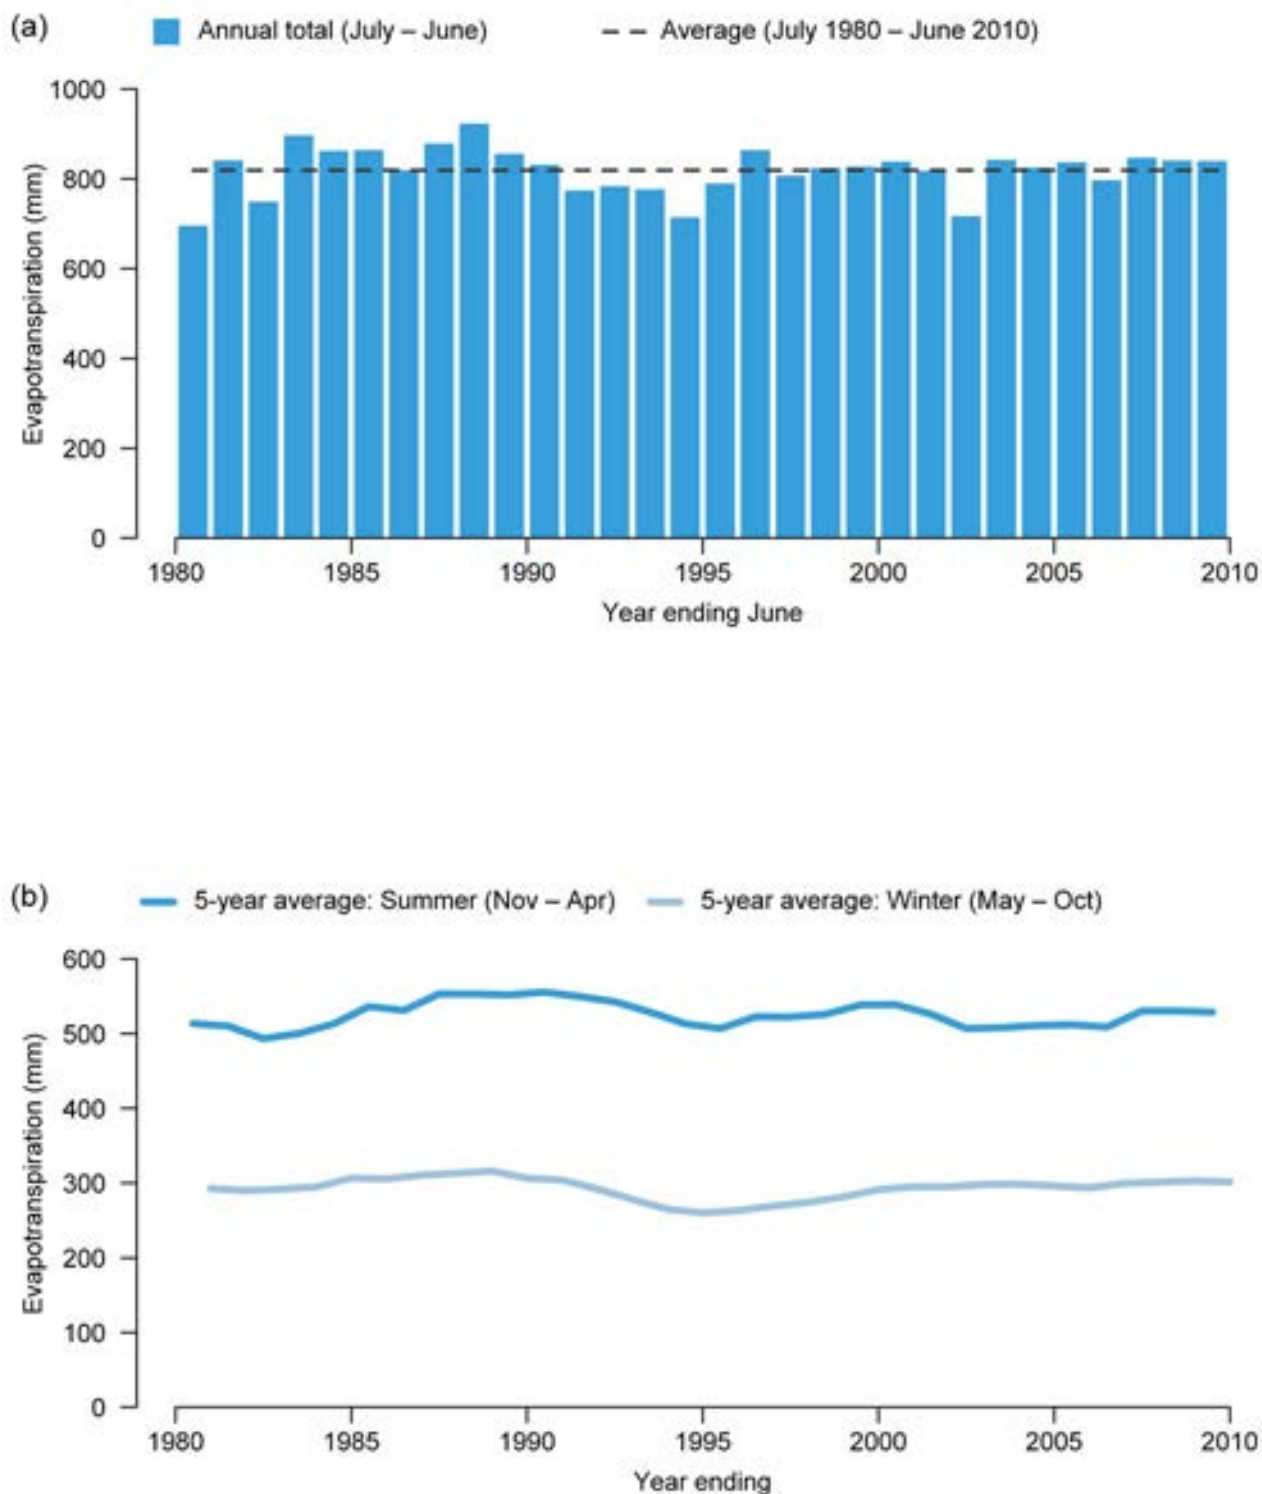 (a) Annual total (July – June) Average (July 1980 – June 2010)
1000
800
600
400
200
0
Evapotranspiration (mm)
1980 1985 1990 1995 2000 2005 2010
Year ending June
(b) 5-year average: Summer (Nov – Apr) 5-year average: Winter (May – Oct)
600
500
400
300
200
100
0
Evapotranspiration (mm)
1980 1985 1990 1995 2000 2005 2010
Year ending